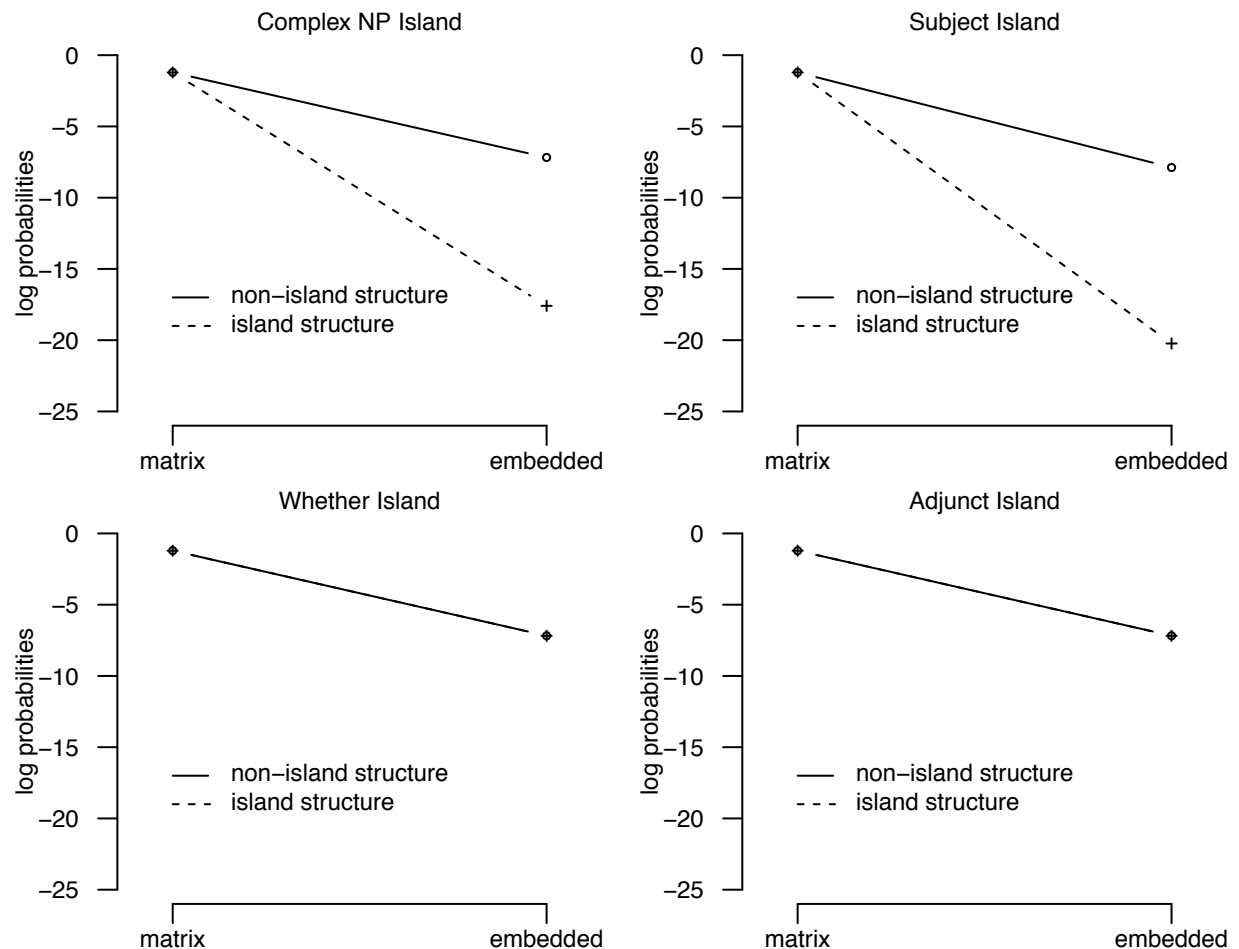 Complex NP Island
0
−5
−10
−15
−20
−25
log probabilities
non−island structure
island structure
matrix
embedded
Subject Island
0
−5
−10
−15
−20
−25
log probabilities
non−island structure
island structure
matrix
embedded
Whether Island
0
−5
−10
−15
−20
−25
log probabilities
non−island structure
island structure
matrix
embedded
Adjunct Island
0
−5
−10
−15
−20
−25
log probabilities
non−island structure
island structure
matrix
embedded